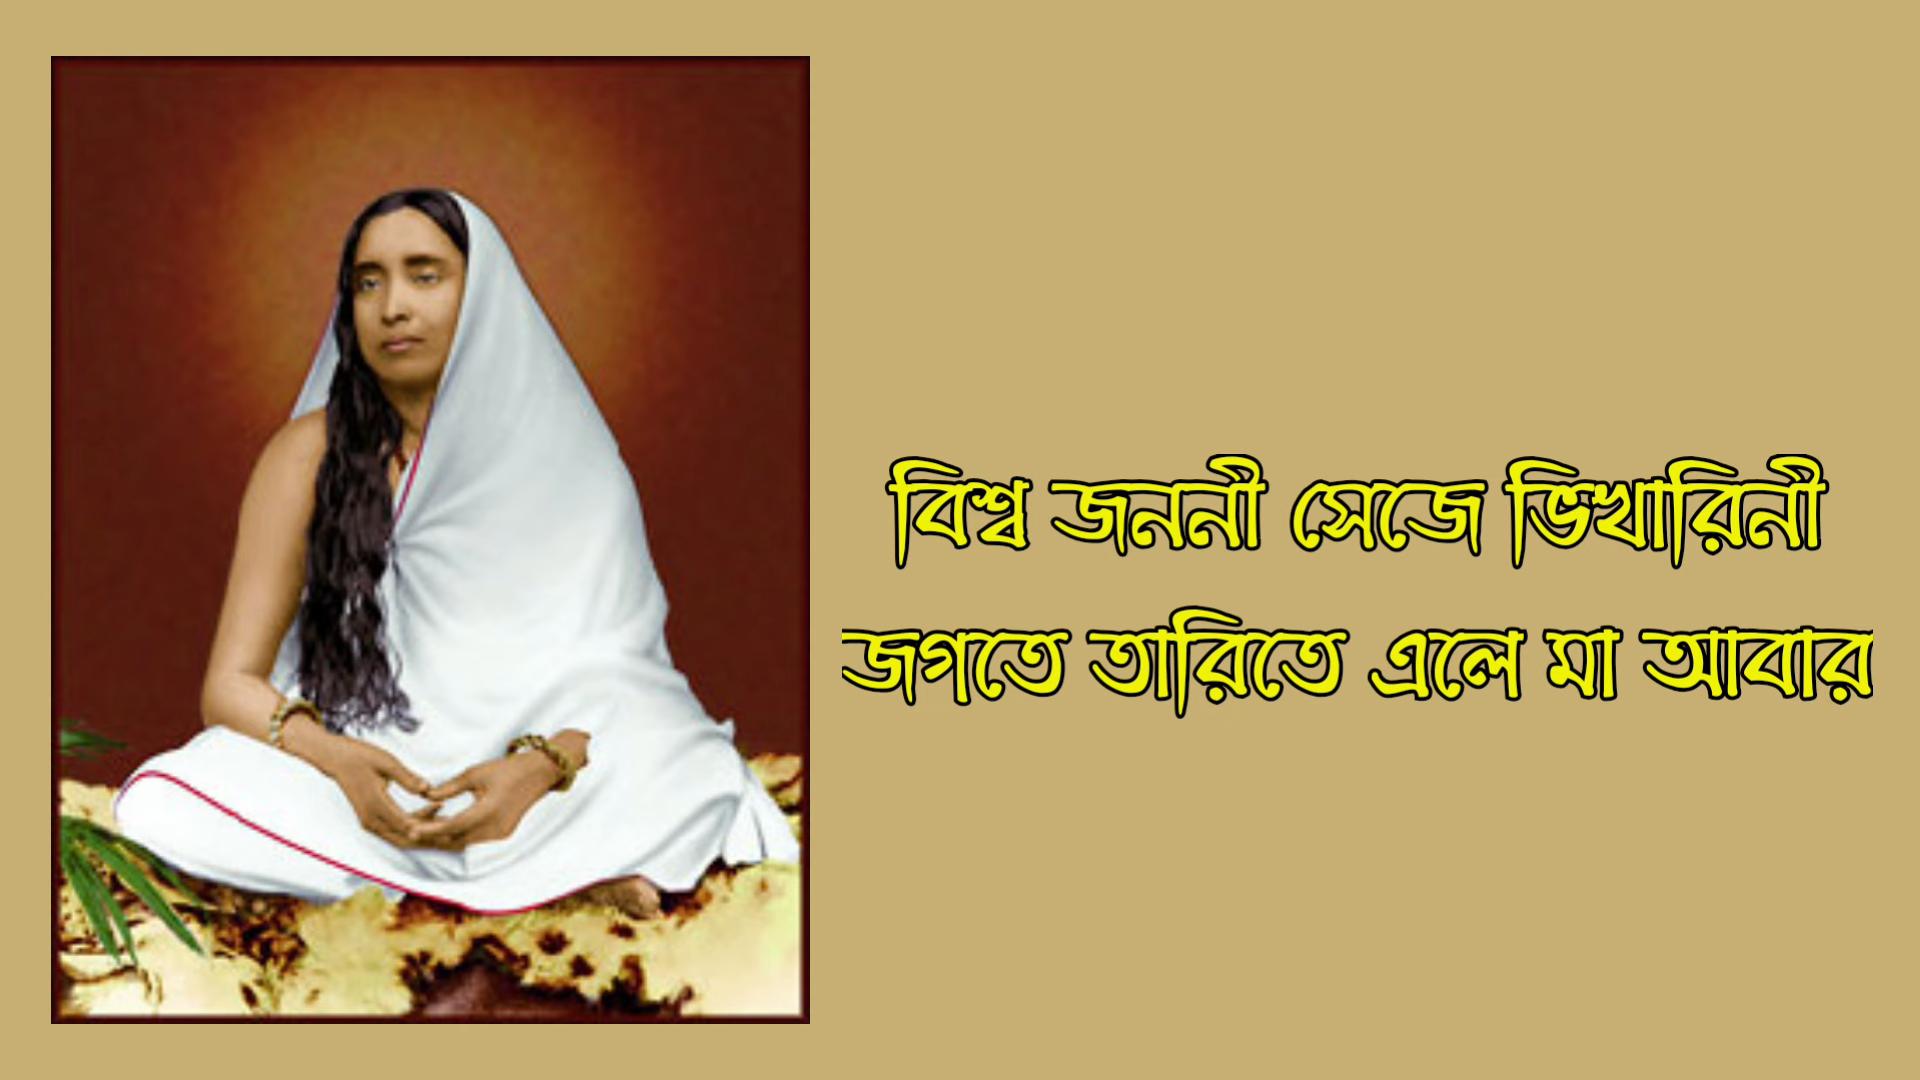 বিশ্ব জননী সেজে ভিখারিনী
জগতে তারিতে এলে মা আবার